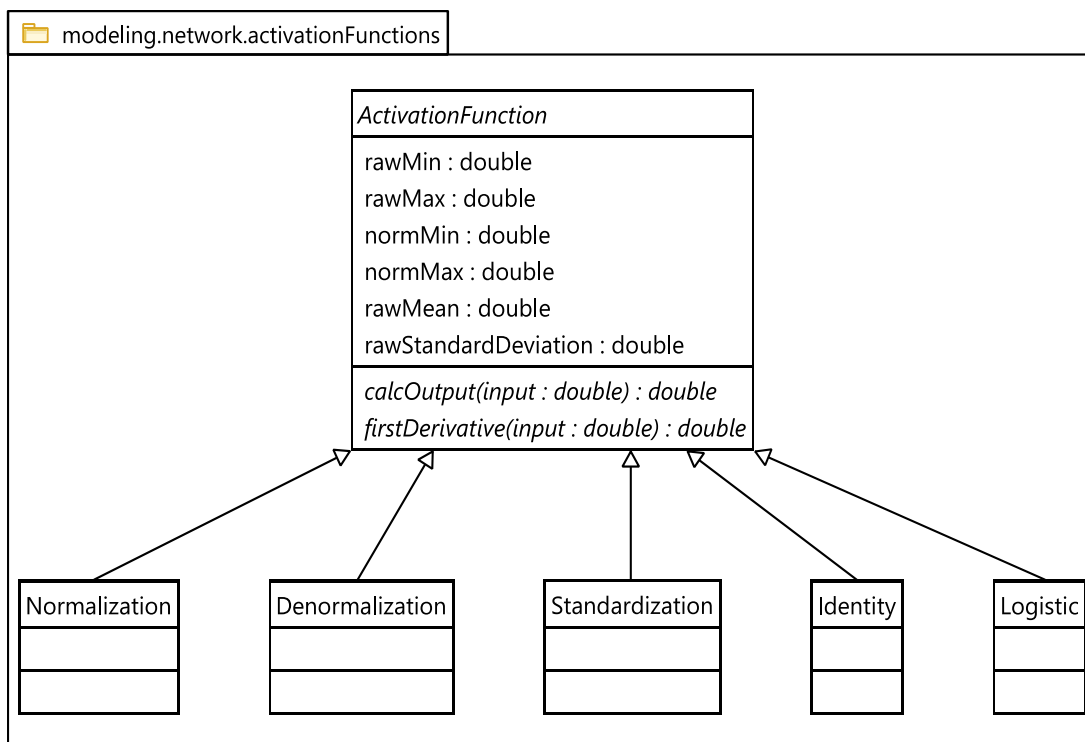 modeling.network.activationFunctions
ActivationFunction
rawMin : double
rawMax : double
normMin : double
normMax : double
rawMean : double
rawStandardDeviation : double
calcOutput(input : double) : double
firstDerivative(input : double) : double
Normalization
Denormalization
Standardization
Identity
Logistic